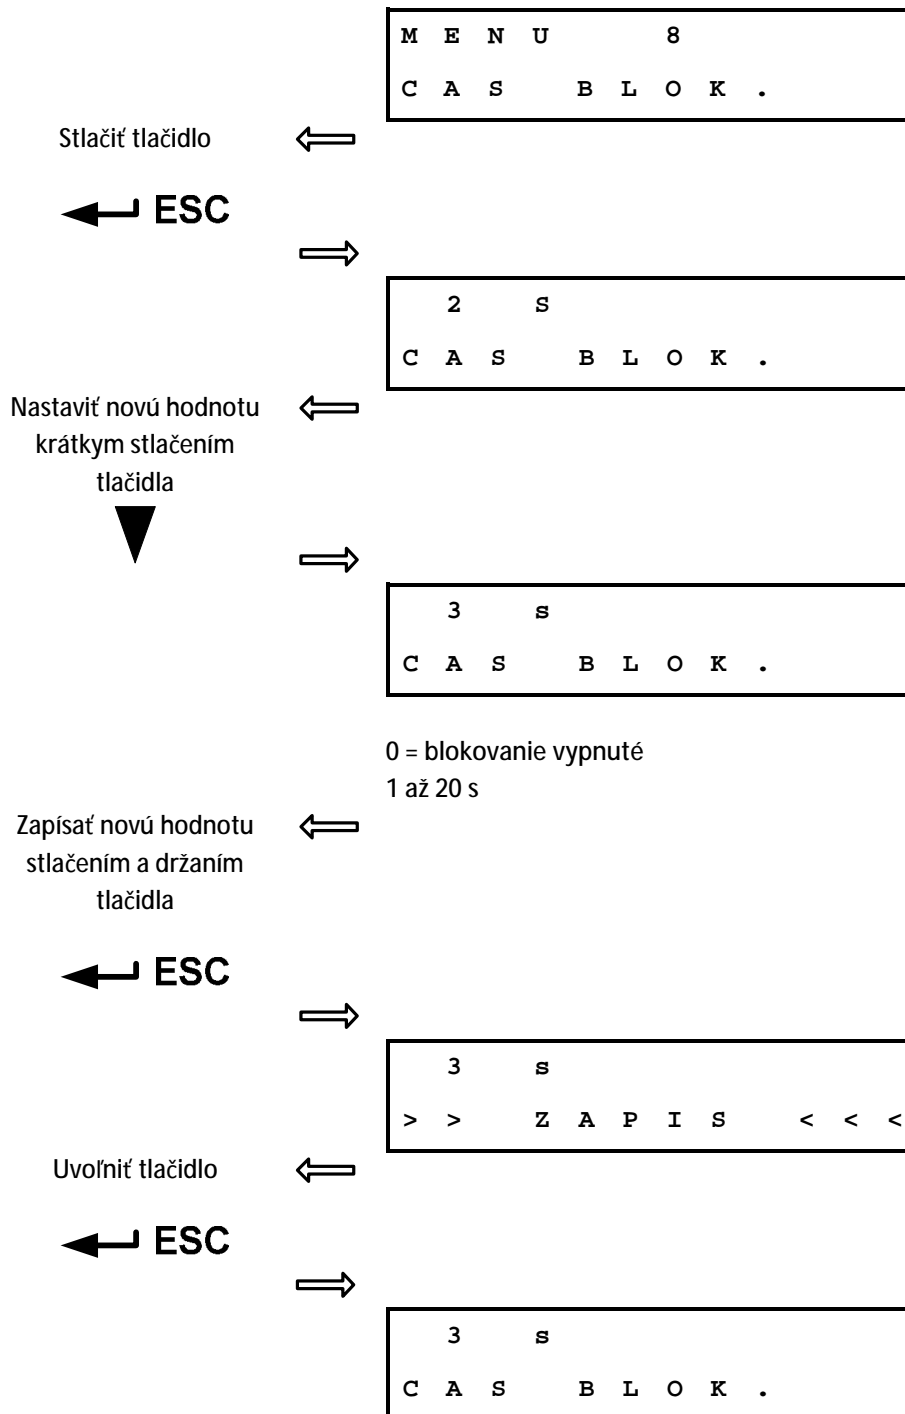 MENU 8
CAS BLOK.
Stlačiť tlačidlo
ESC
2 S
CAS BLOK.
Nastaviť novú hodnotu
krátkym stlačením
tlačidla
3 s
CAS BLOK.
0 = blokovanie vypnuté
1 až 20 s
Zapísať novú hodnotu
stlačením a držaním
tlačidla
ESC
3 s
>> ZAPIS <<<
Uvoľniť tlačidlo
ESC
3 s
CAS BLOK.